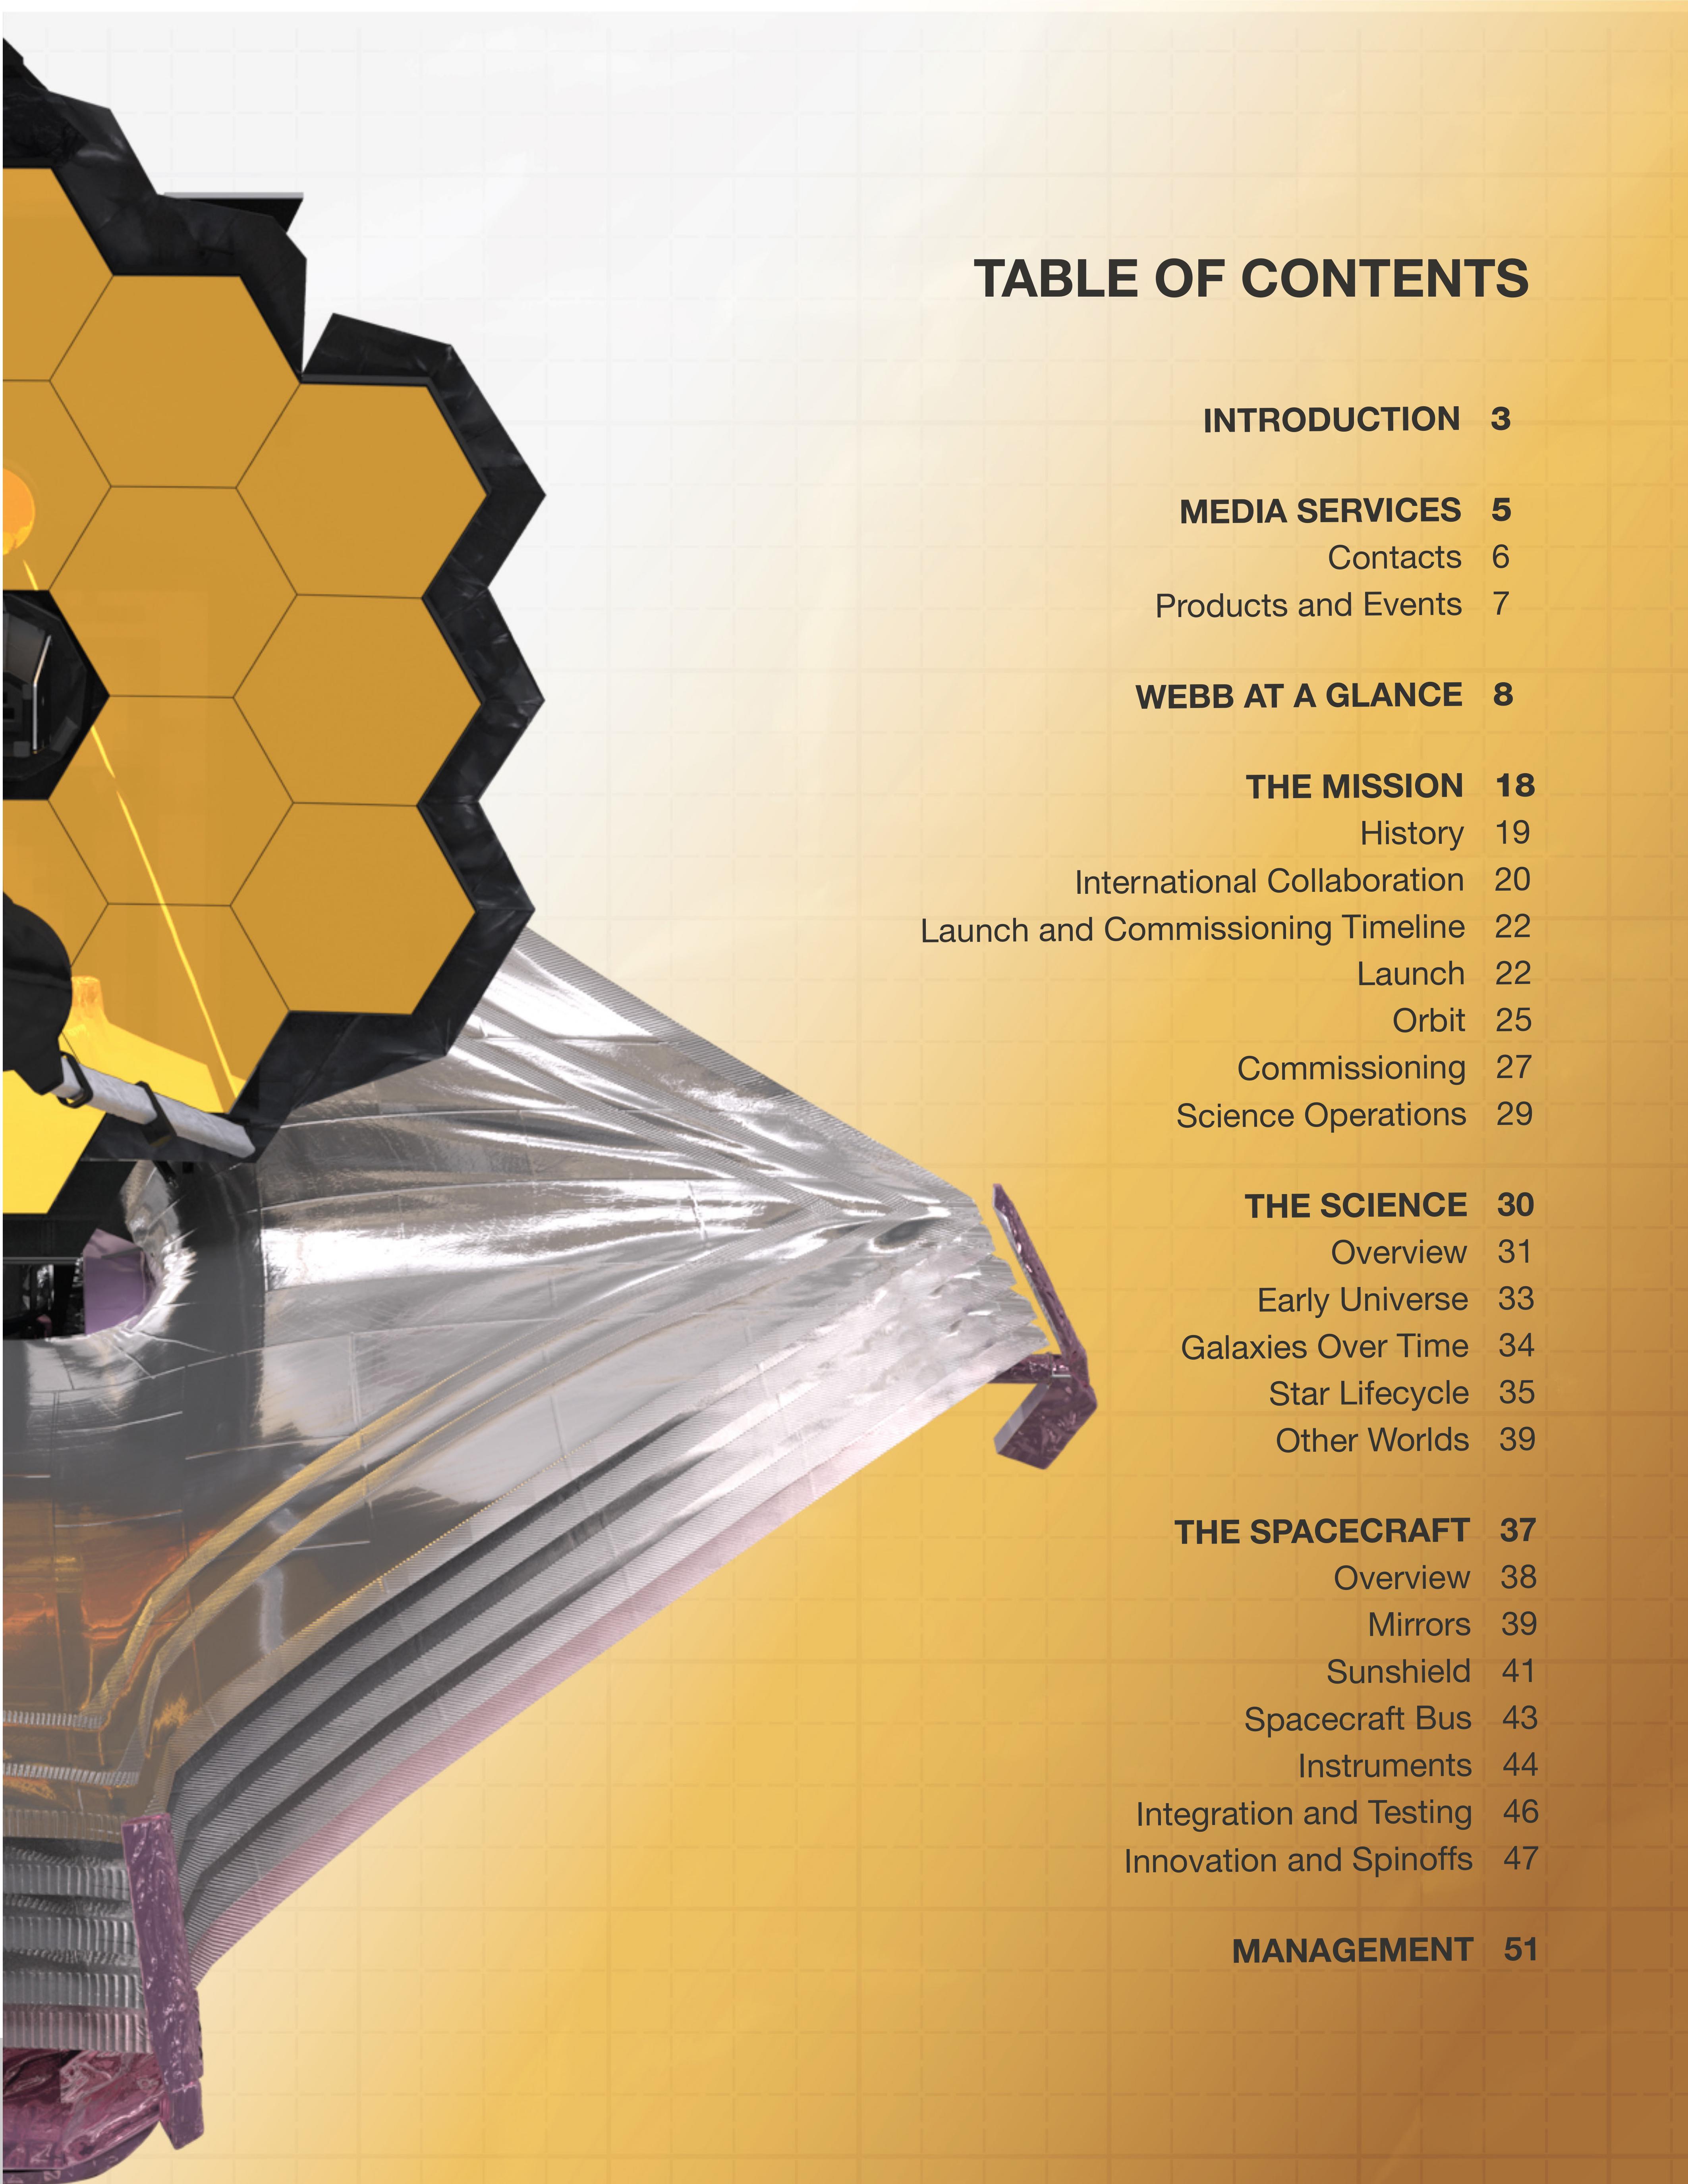 TABLE OF CONTENTS
INTRODUCTION 3
MEDIA SERVICES 5
Contacts 6
Products and Events 7
WEBB AT A GLANCE 8
THE MISSION 18
History 19
International Collaboration 20
Launch and Commissioning Timeline 22
Launch 22
Orbit 25
Commissioning 27
Science Operations 29
THE SCIENCE 30
Overview 31
Early Universe 33
Galaxies Over Time 34
Star Lifecycle 35
Other Worlds 39
THE SPACECRAFT 37
Overview 38
Mirrors 39
Sunshield 41
Spacecraft Bus 43
Instruments 44
Integration and Testing 46
Innovation and Spinoffs 47
MANAGEMENT 51